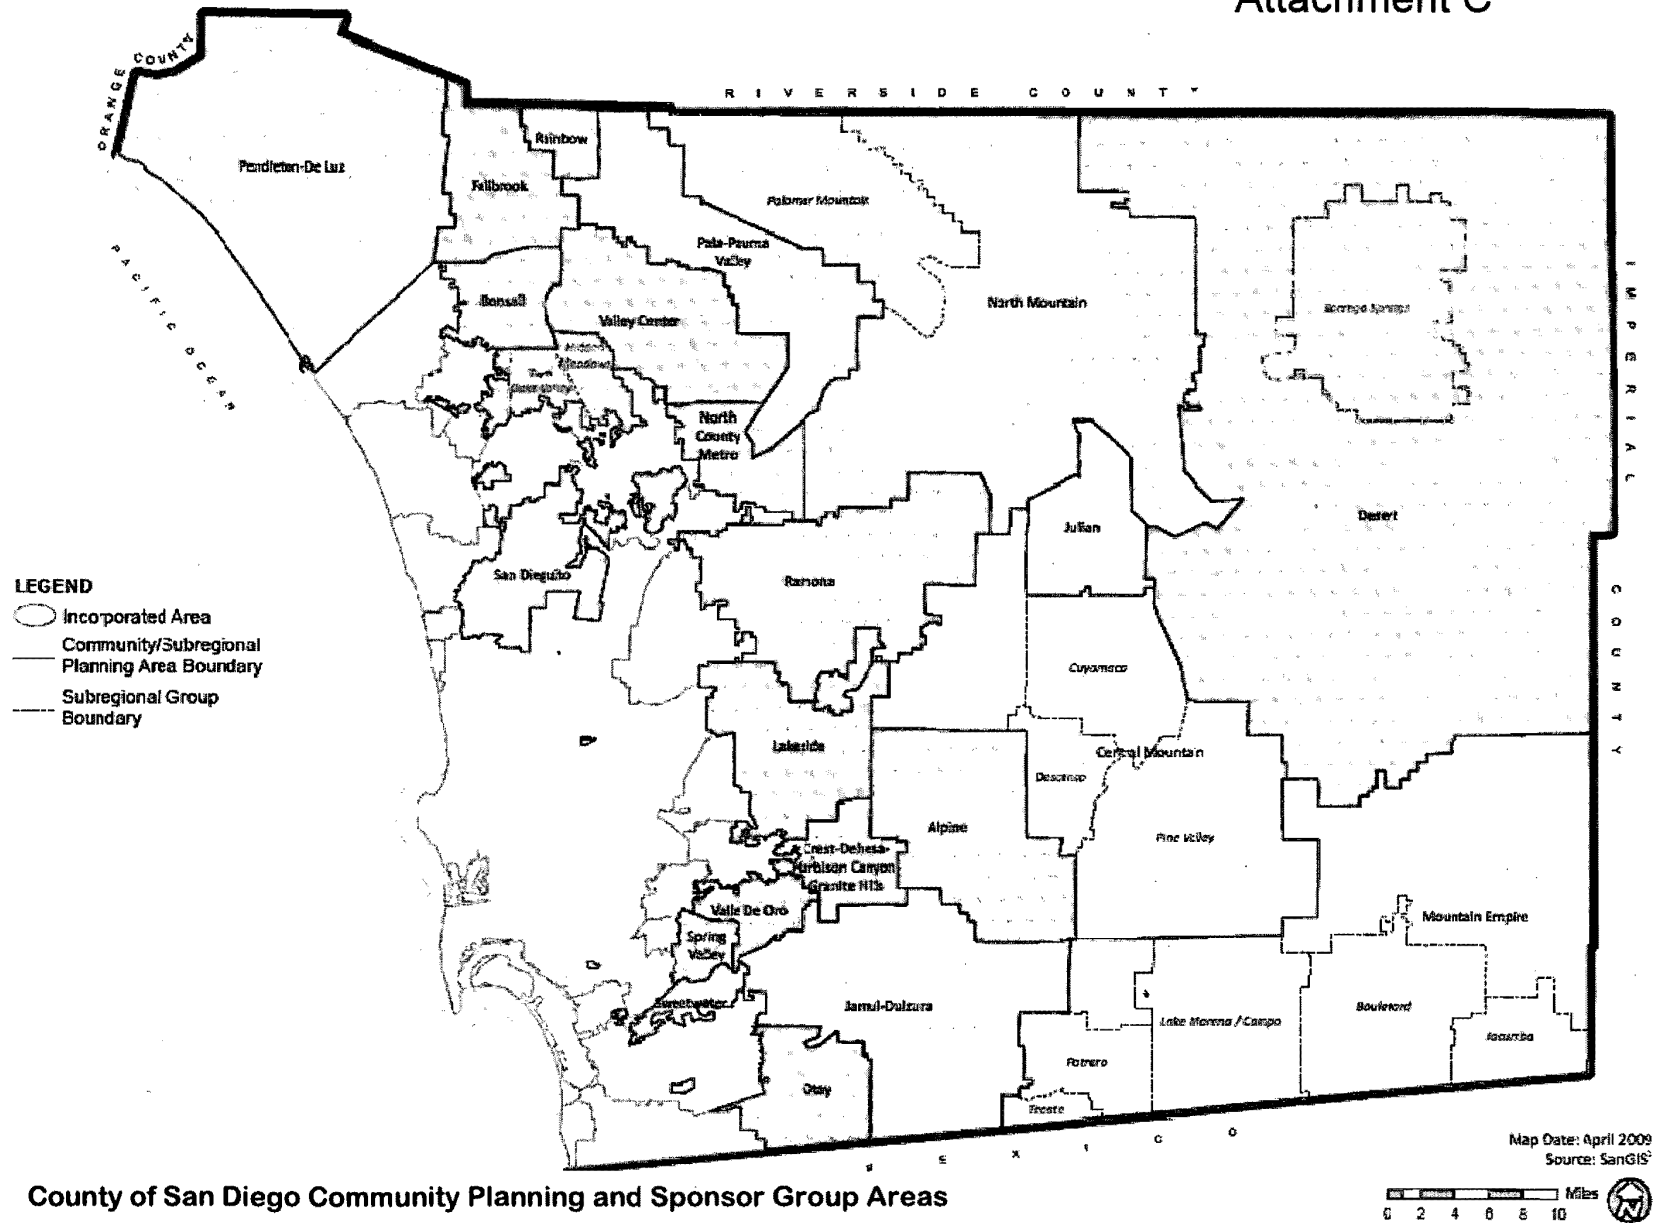 Attachment C
ORANGE COUNTY
RIVERSIDE COUNTY
Pendleton-De Luz
Fallbrook
Rainbow
Palomar Mountain
Pala-Pauma
Valley
PACIFIC OCEAN
Bonsall
Valley Center
North Mountain
Borrego Springs
IMPERIAL
COUNTY
North
County
Metro
Julian
Desert
San Dieguito
Ramona
LEGEND
Incorporated Area
Community/Subregional
Planning Area Boundary
Subregional Group
Boundary
Cuyamaca
Lakeside
Central Mountain
Descanso
Alpine
Pine Valley
Crest-Dehesa-
Harbison Canyon
Granite Hills
Valle De Oro
Spring
Valley
Mountain Empire
Sweetwater
Jamul-Dulzura
Lake Morena / Campo
Boulevard
Jacumba
Potrero
Otay
Tecate
MEXICO
Map Date: April 2009
Source: SanGIS
County of San Diego Community Planning and Sponsor Group Areas
Miles
0 2 4 6 8 10
N